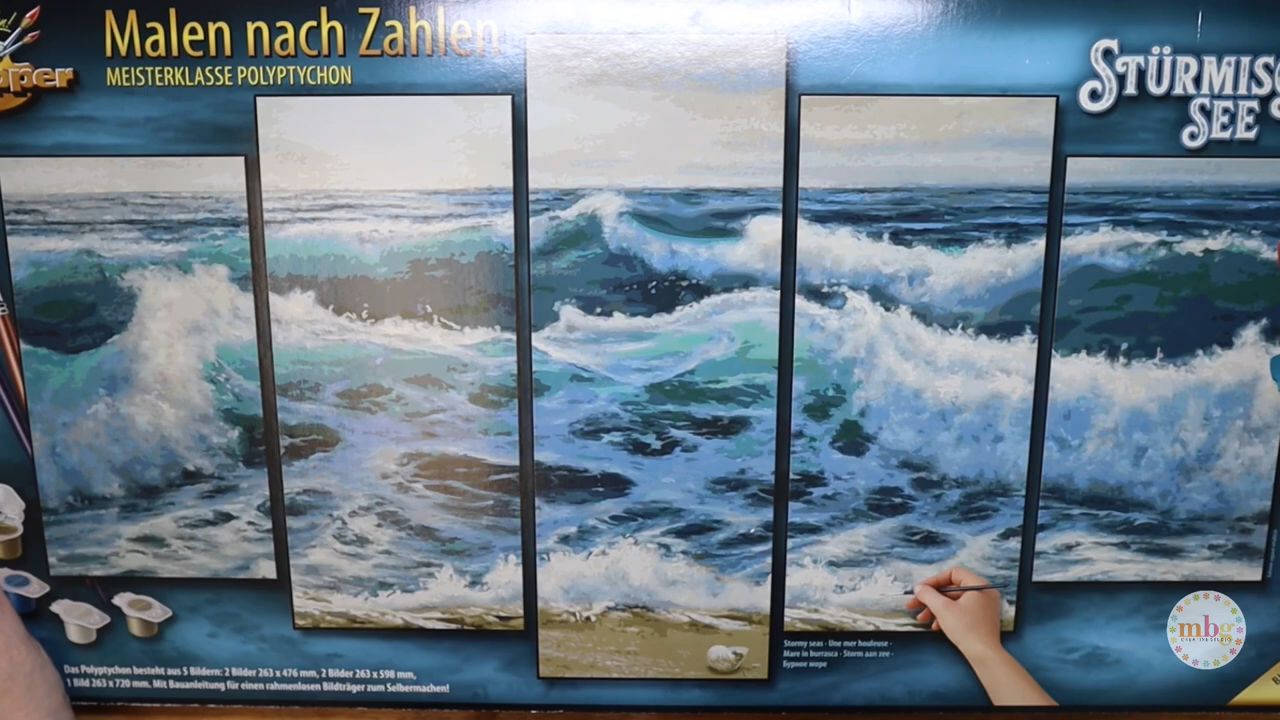 Malen nach Zahlen
MEISTERKLASSE POLYPTYCHON
STÜRMIS
SEE
Das Polyptychon besteht aus 5 Bildern: 2 Bilder 263 x 476 mm, 2 Bilder 263 x 598 mm,
1 Bild 263 x 720 mm. Mit Bauanleitung für einen rahmenlosen Bildträger zum Selbermachen!
Stormy seas · Une mer houleuse ·
Mare in burrasca · Storm aan zee ·
Бурное море
mbg
CREATIVE STUDIO